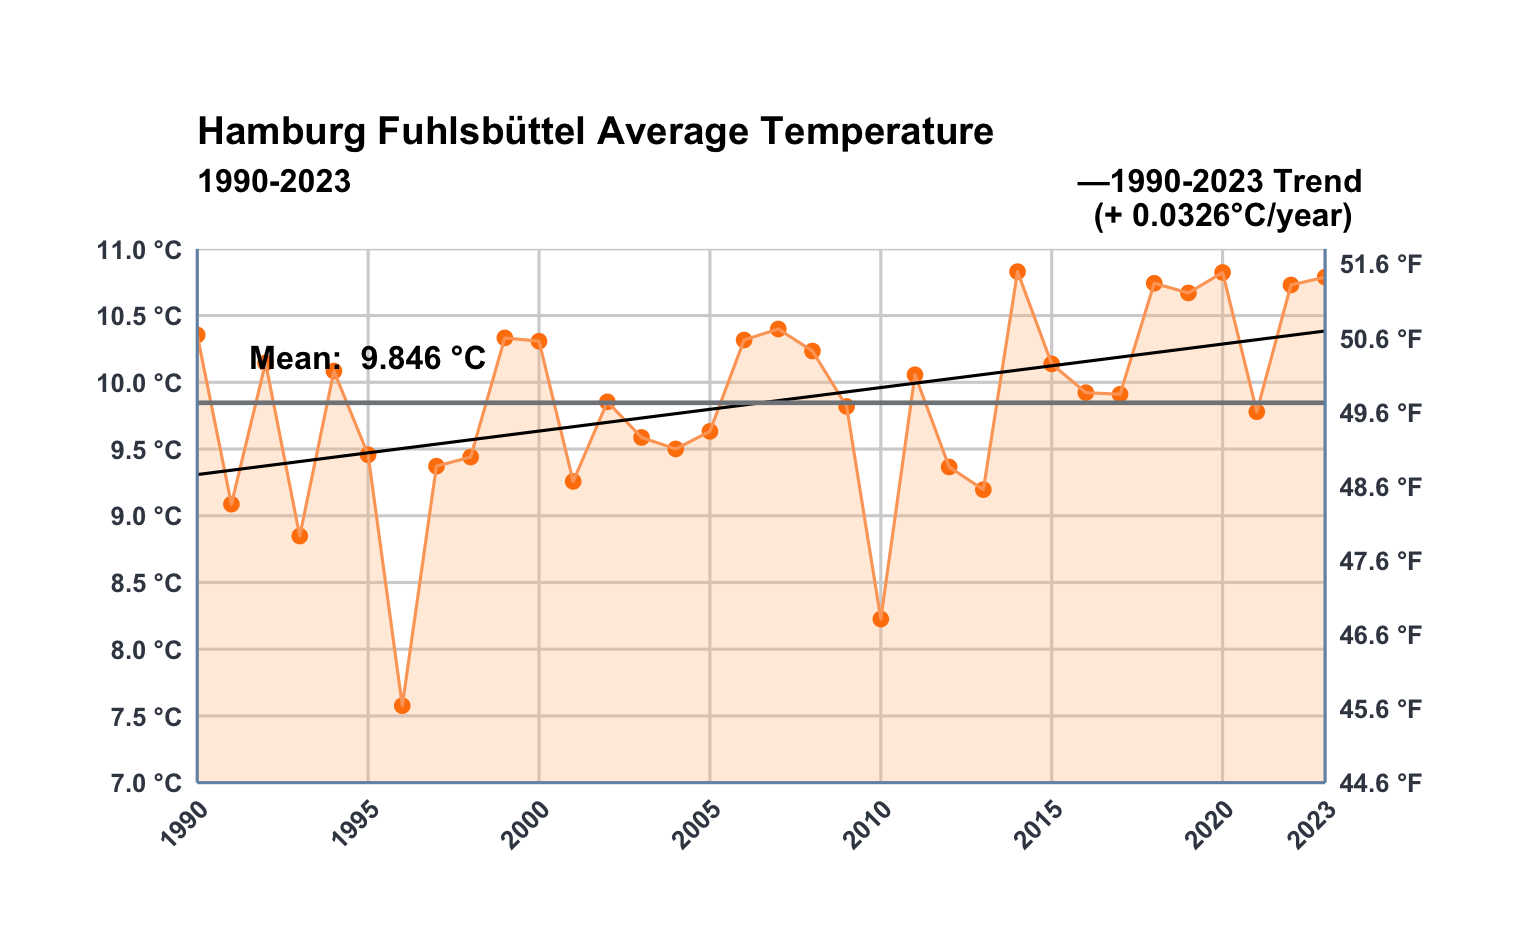 Hamburg Fuhlsbüttel Average Temperature
1990-2023
—1990-2023 Trend
(+ 0.0326°C/year)
Mean:  9.846 °C
11.0 °C
10.5 °C
10.0 °C
9.5 °C
9.0 °C
8.5 °C
8.0 °C
7.5 °C
7.0 °C
51.6 °F
50.6 °F
49.6 °F
48.6 °F
47.6 °F
46.6 °F
45.6 °F
44.6 °F
1990
1995
2000
2005
2010
2015
2020
2023